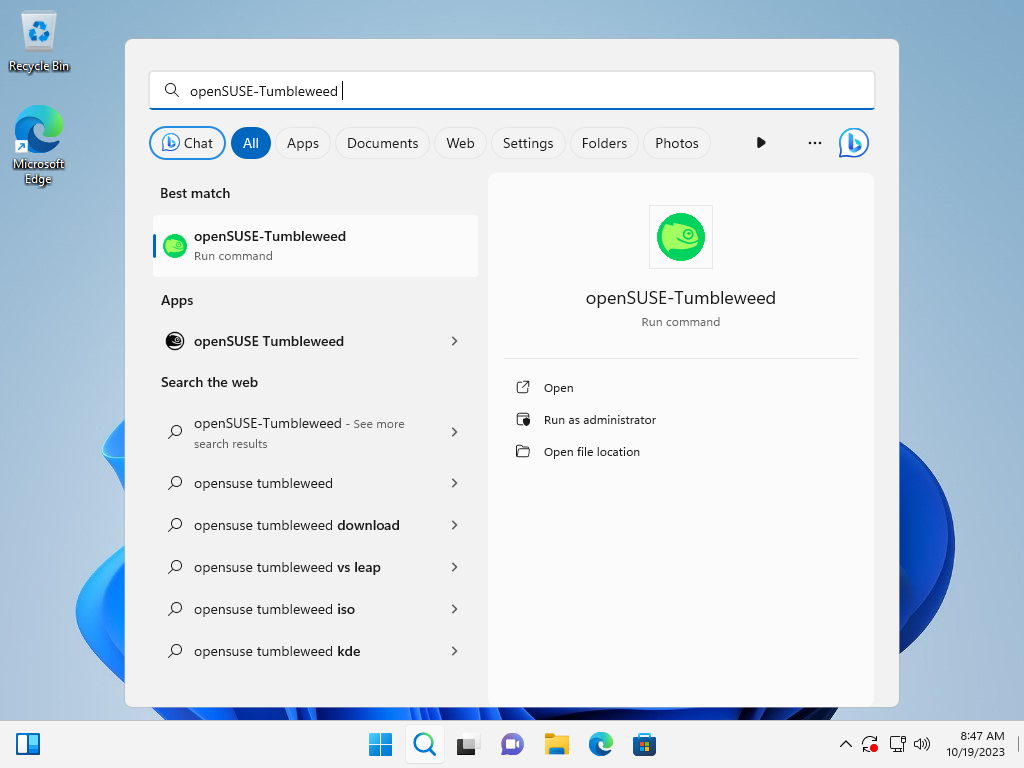 Recycle Bin
Microsoft
Edge
openSUSE-Tumbleweed
Chat
All
Apps
Documents
Web
Settings
Folders
Photos
Best match
openSUSE-Tumbleweed
Run command
Apps
openSUSE Tumbleweed
Search the web
openSUSE-Tumbleweed - See more
search results
opensuse tumbleweed
opensuse tumbleweed download
opensuse tumbleweed vs leap
opensuse tumbleweed iso
opensuse tumbleweed kde
openSUSE-Tumbleweed
Run command
Open
Run as administrator
Open file location
8:47 AM
10/19/2023